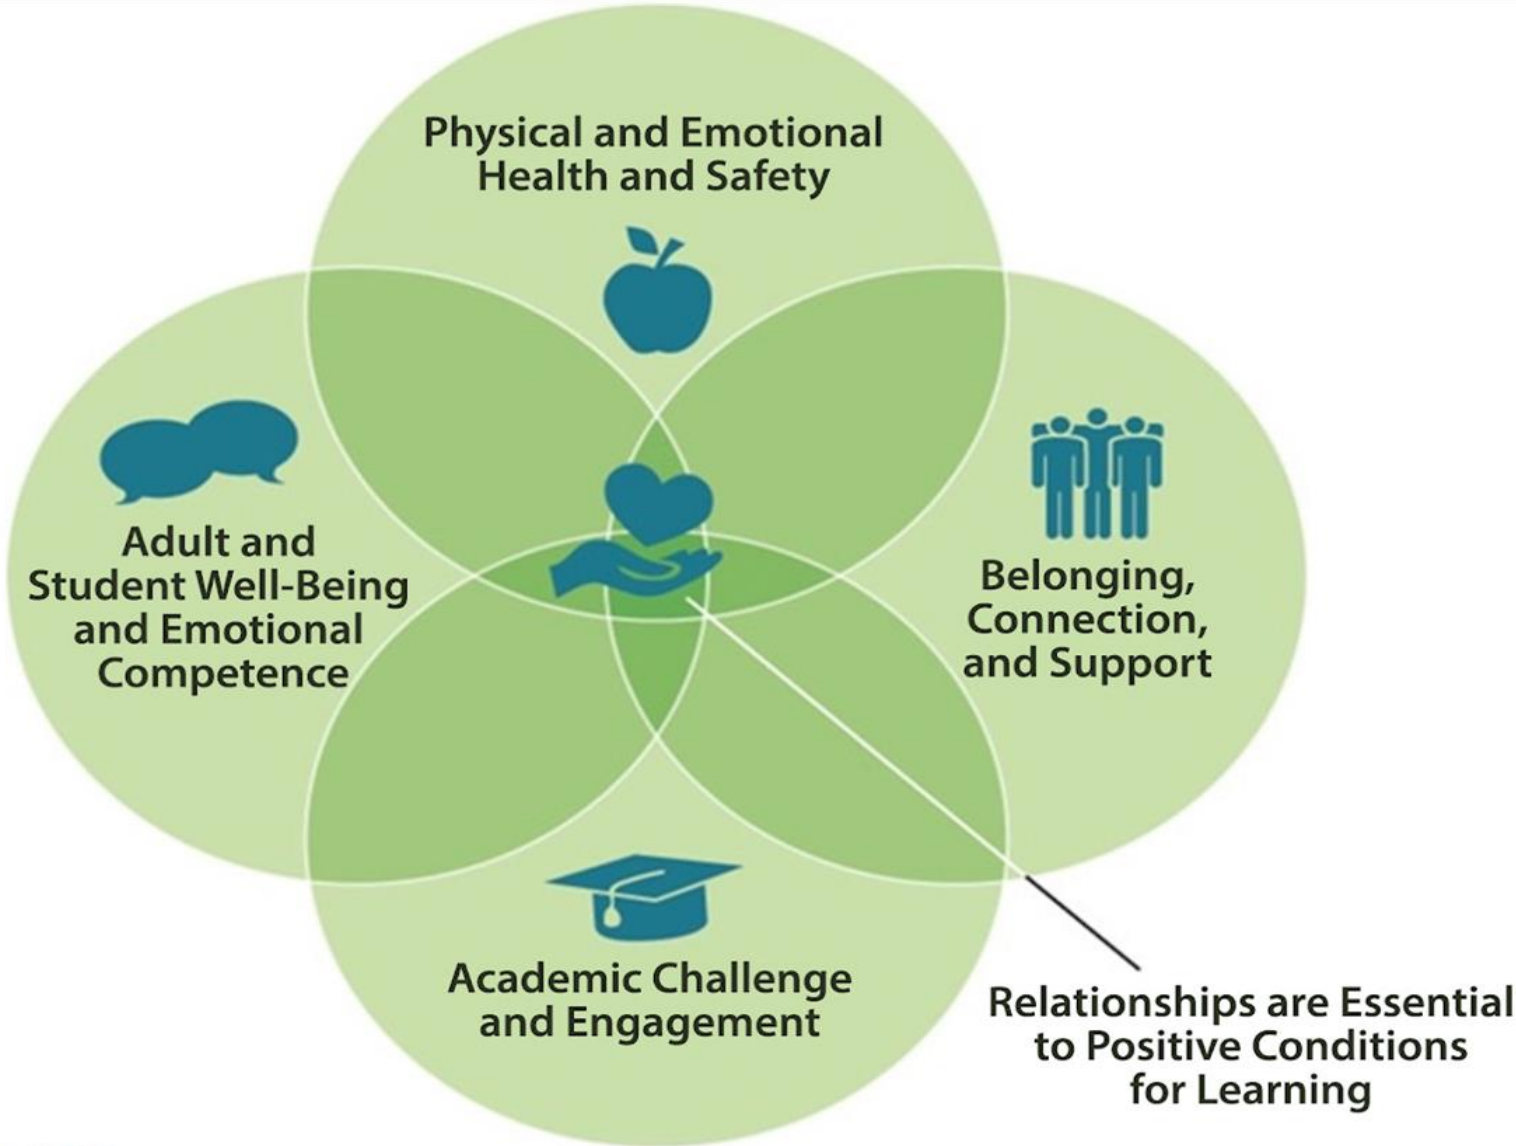 Physical and Emotional
Health and Safety
Adult and
Student Well-Being
and Emotional
Competence
Belonging,
Connection,
and Support
Academic Challenge
and Engagement
Relationships are Essential
to Positive Conditions
for Learning